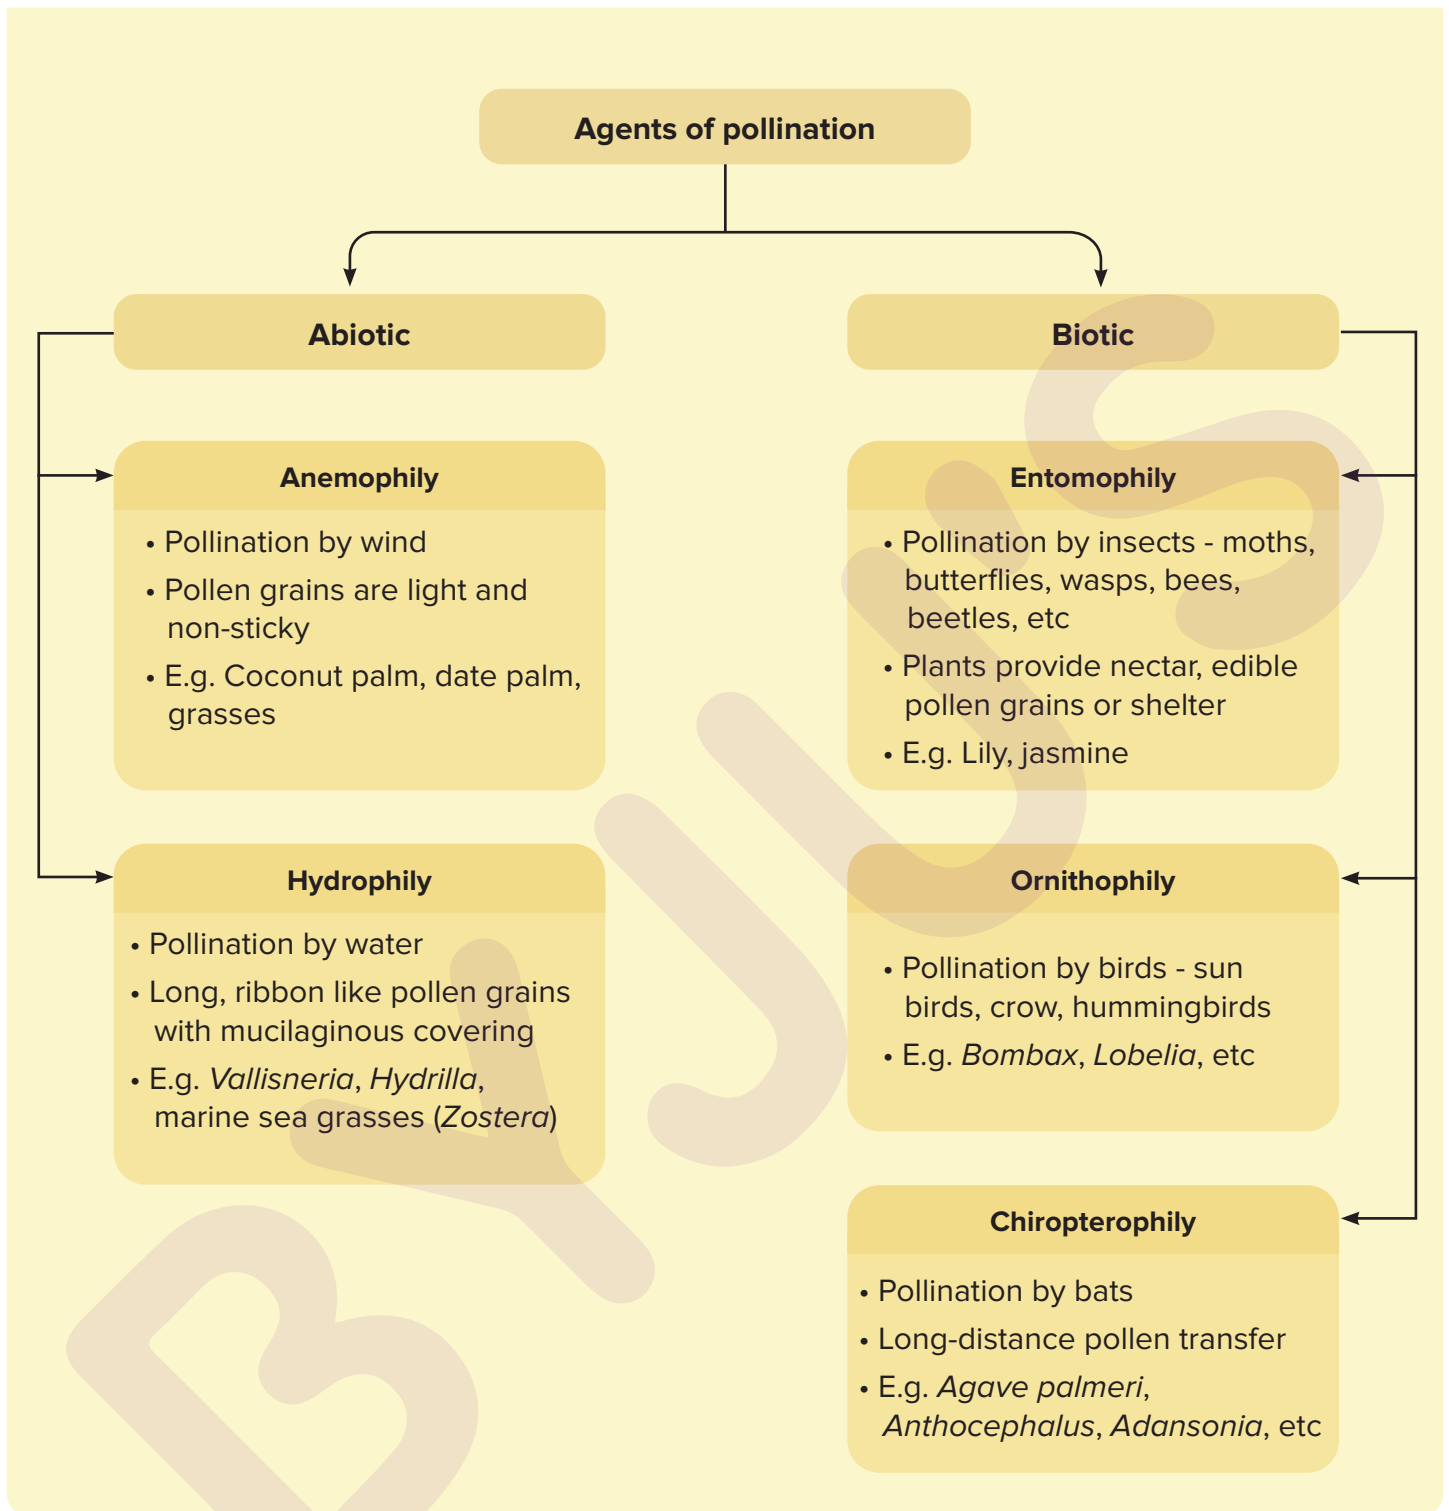 Agents of pollination
Abiotic
Biotic
Anemophily
• Pollination by wind
• Pollen grains are light and
non-sticky
• E.g. Coconut palm, date palm,
grasses
Entomophily
• Pollination by insects - moths,
butterflies, wasps, bees,
beetles, etc
• Plants provide nectar, edible
pollen grains or shelter
• E.g. Lily, jasmine
Hydrophily
• Pollination by water
• Long, ribbon like pollen grains
with mucilaginous covering
• E.g. Vallisneria, Hydrilla,
marine sea grasses (Zostera)
Ornithophily
• Pollination by birds - sun
birds, crow, hummingbirds
• E.g. Bombax, Lobelia, etc
Chiropterophily
• Pollination by bats
• Long-distance pollen transfer
• E.g. Agave palmeri,
Anthocephalus, Adansonia, etc
BYJU'S